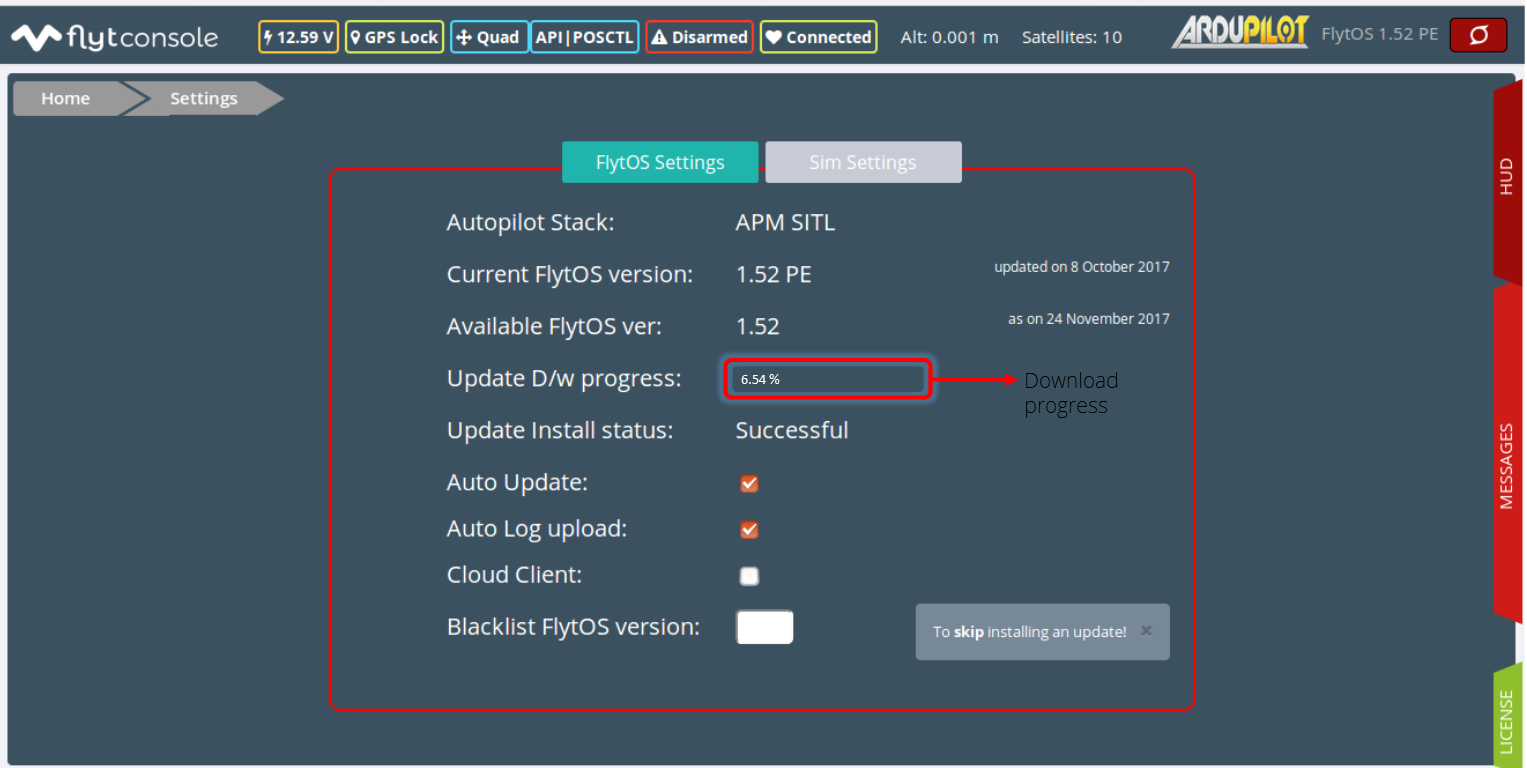 flytconsole
12.59 V
GPS Lock
Quad
API|POSCTL
Disarmed
Connected
Alt: 0.001 m
Satellites: 10
ARDUPILOT
FlytOS 1.52 PE
Home
Settings
FlytOS Settings
Sim Settings
Autopilot Stack: APM SITL
Current FlytOS version: 1.52 PE updated on 8 October 2017
Available FlytOS ver: 1.52 as on 24 November 2017
Update D/w progress: 6.54 %
Download
progress
Update Install status: Successful
Auto Update:
Auto Log upload:
Cloud Client:
Blacklist FlytOS version:
To skip installing an update!
HUD
MESSAGES
LICENSE